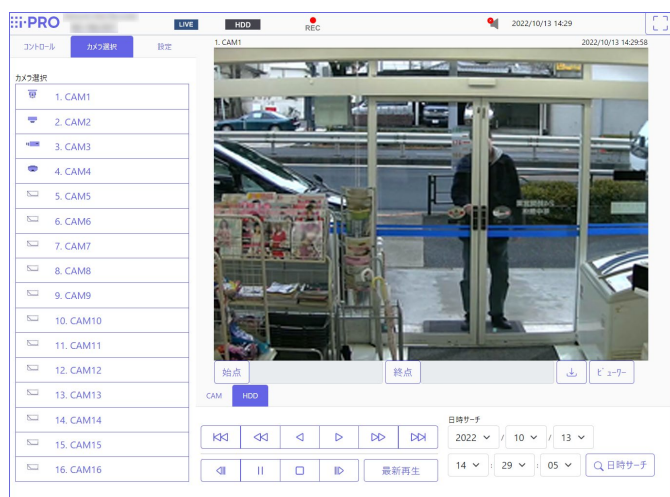 i-PRO
LIVE
HDD
REC
2022/10/13 14:29
コントロール
カメラ選択
設定
1. CAM1
2022/10/13 14:29:58
カメラ選択
1. CAM1
2. CAM2
3. CAM3
4. CAM4
5. CAM5
6. CAM6
7. CAM7
8. CAM8
9. CAM9
10. CAM10
11. CAM11
12. CAM12
13. CAM13
14. CAM14
15. CAM15
16. CAM16
始点
終点
ビューワー
CAM
HDD
最新再生
日時サーチ
2022 / 10 / 13
14 : 29 : 05
日時サーチ